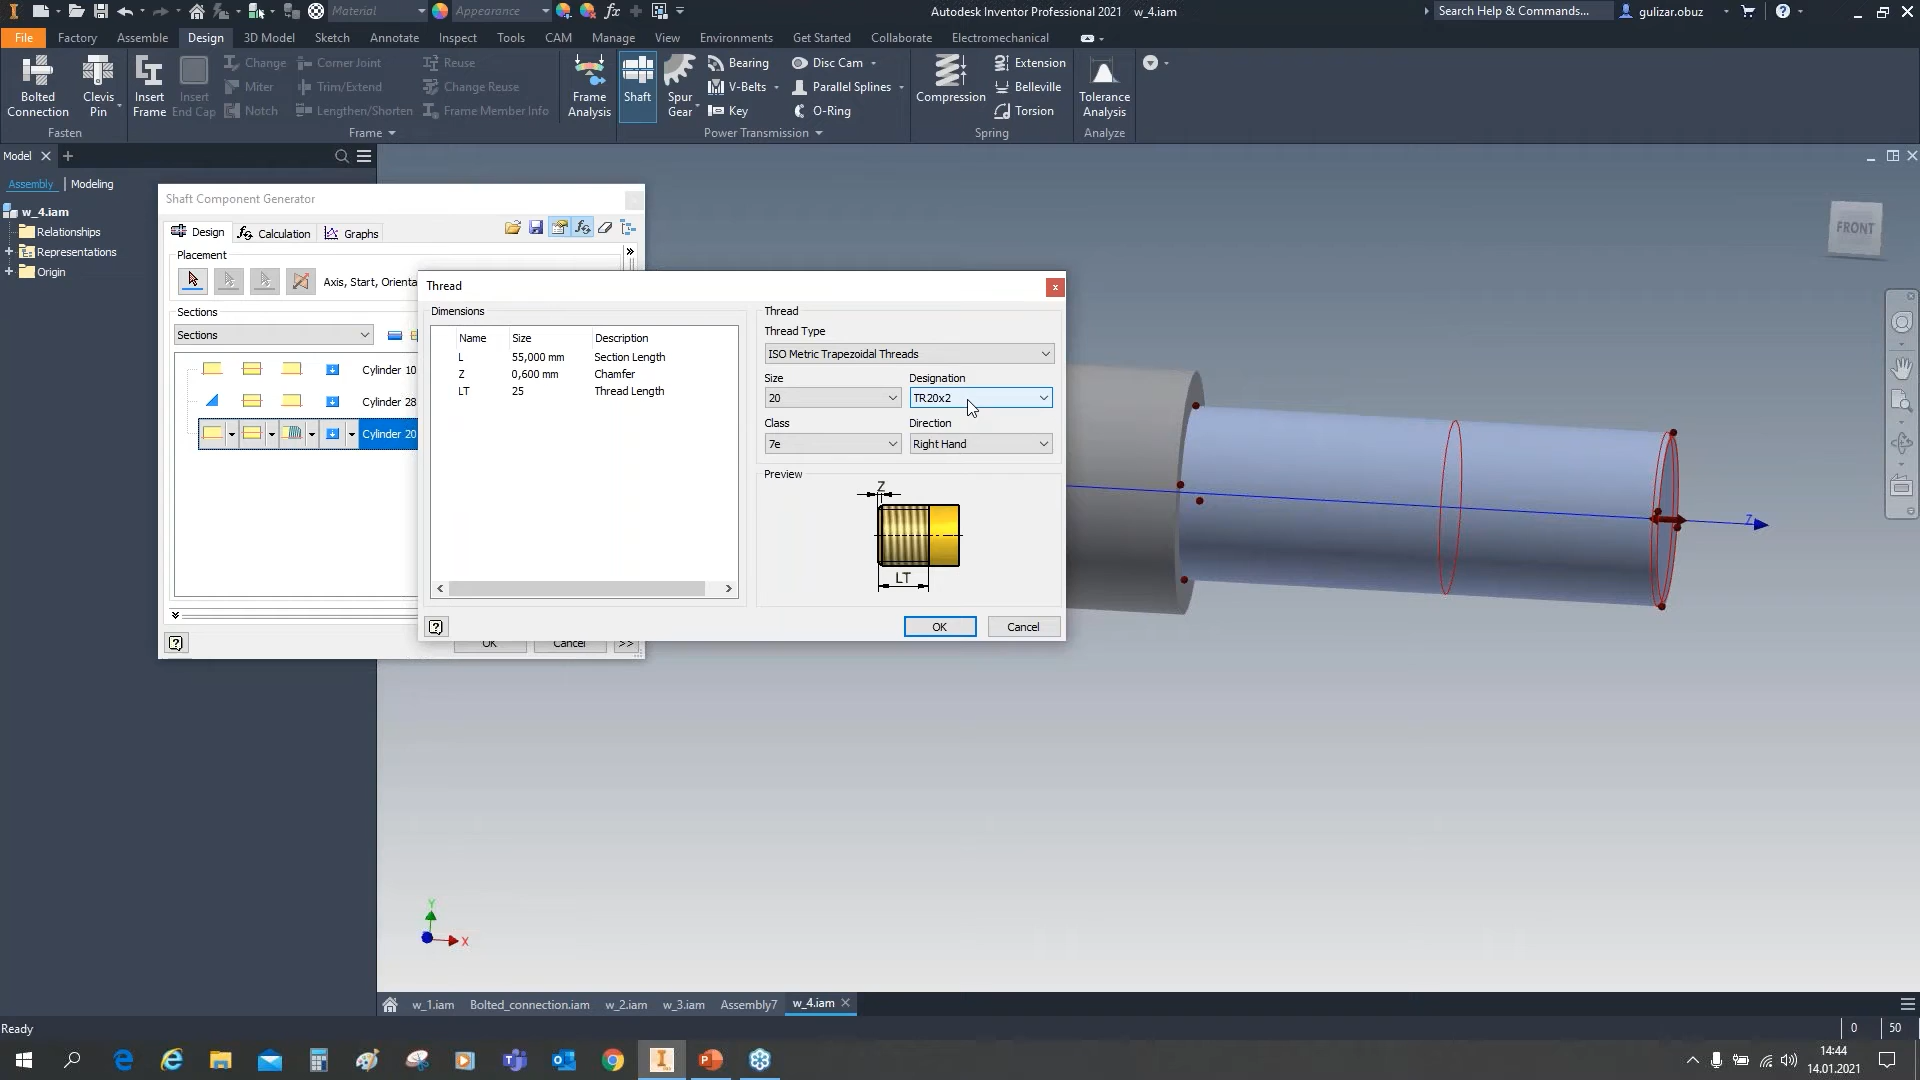 Material
Appearance
fx
Autodesk Inventor Professional 2021 w_4.iam
Search Help & Commands...
gulizar.obuz
File Factory Assemble Design 3D Model Sketch Annotate Inspect Tools CAM Manage View Environments Get Started Collaborate Electromechanical
Bolted
Connection
Clevis
Pin
Fasten
Insert
Frame
Insert
End Cap
Change
Miter
Notch
Corner Joint
Trim/Extend
Lengthen/Shorten
Reuse
Change Reuse
Frame Member Info
Frame
Frame
Analysis
Shaft
Spur
Gear
Bearing
V-Belts
Key
Disc Cam
Parallel Splines
O-Ring
Power Transmission
Compression
Extension
Belleville
Torsion
Spring
Tolerance
Analysis
Analyze
Model
Assembly | Modeling
w_4.iam
Relationships
Representations
Origin
Shaft Component Generator
Design
Calculation
Graphs
Placement
Axis, Start, Orienta
Sections
Sections
Cylinder 10
Cylinder 28
Cylinder 20
OK
Cancel
>>
Thread
Dimensions
Name Size Description
L 55,000 mm Section Length
Z 0,600 mm Chamfer
LT 25 Thread Length
Thread
Thread Type
ISO Metric Trapezoidal Threads
Size Designation
20 TR20x2
Class Direction
7e Right Hand
Preview
Z
LT
OK
Cancel
FRONT
Z
Y
X
w_1.iam Bolted_connection.iam w_2.iam w_3.iam Assembly7 w_4.iam
Ready
0 50
14:44
14.01.2021